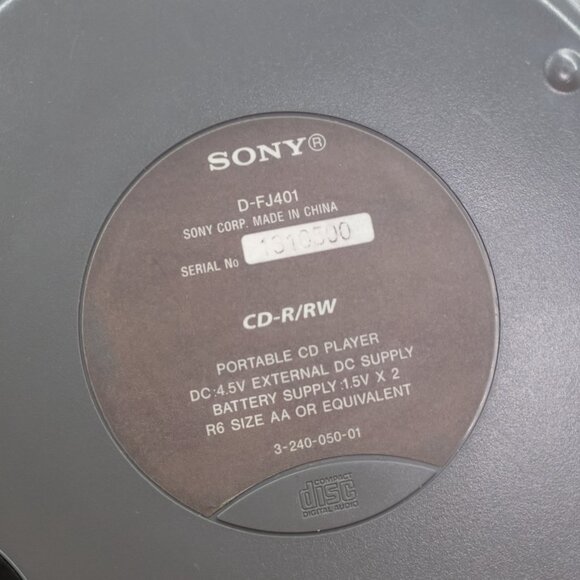 SONY®
D-FJ401
SONY CORP. MADE IN CHINA
SERIAL No
CD-R/RW
PORTABLE CD PLAYER
DC:4.5V EXTERNAL DC SUPPLY
BATTERY SUPPLY:1.5V X 2
R6 SIZE AA OR EQUIVALENT
3-240-050-01
COMPACT
disc
DIGITAL AUDIO